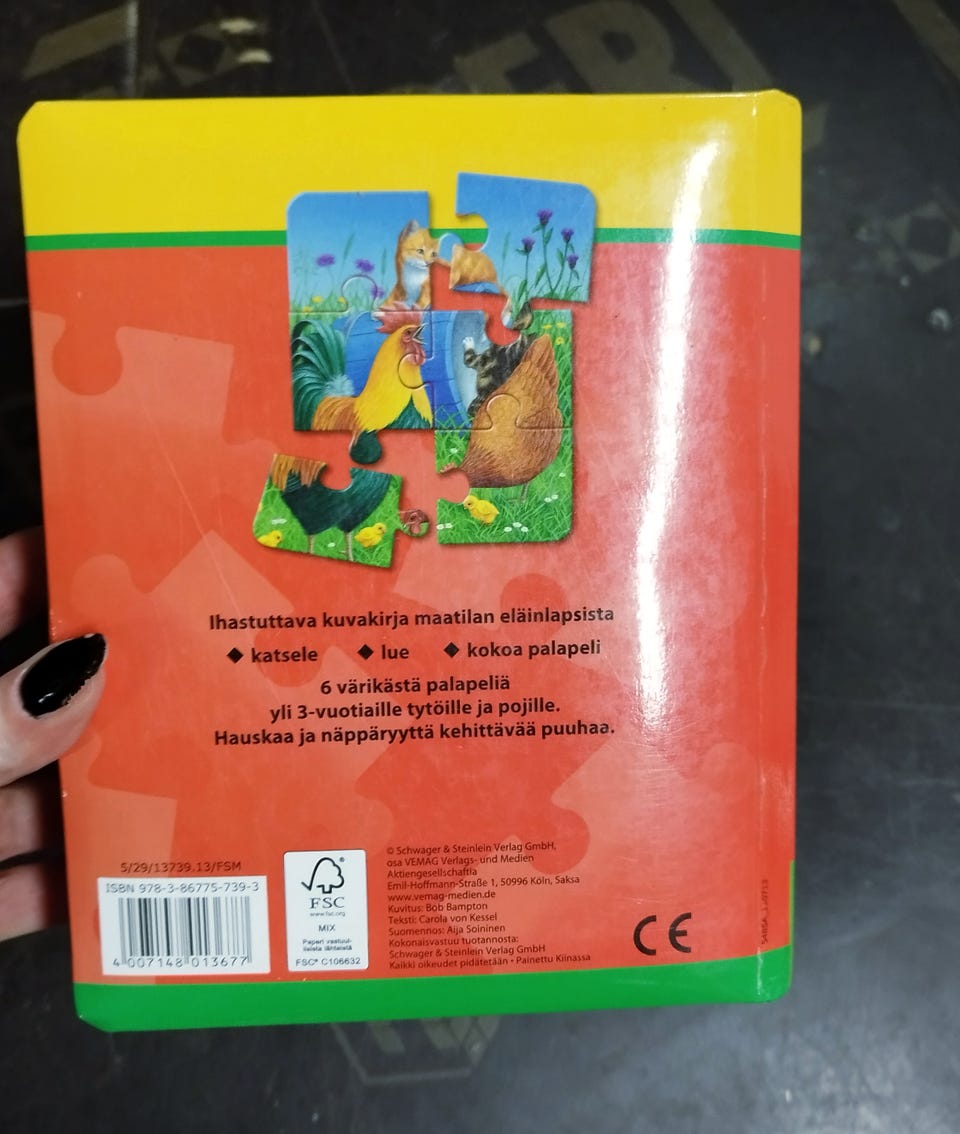 Ihastuttava kuvakirja maatilan eläinlapsista
◆ katsele ◆ lue ◆ kokoa palapeli
6 värikästä palapeliä
yli 3-vuotiaille tytöille ja pojille.
Hauskaa ja näppäryyttä kehittävää puuhaa.
5/29/13739.13/FSM
ISBN 978-3-86775-739-3
4 007148 013677
FSC
www.fsc.org
MIX
Paperi vastuul-
lisista lähteistä
FSC® C106632
© Schwager & Steinlein Verlag GmbH,
osa VEMAG Verlags- und Medien
Aktiengesellschaftia
Emil-Hoffmann-Straße 1, 50996 Köln, Saksa
www.vemag-medien.de
Kuvitus: Bob Bampton
Teksti: Carola von Kessel
Suomennos: Aija Soininen
Kokonaisvastuu tuotannosta:
Schwager & Steinlein Verlag GmbH
Kaikki oikeudet pidätetään • Painettu Kiinassa
CE